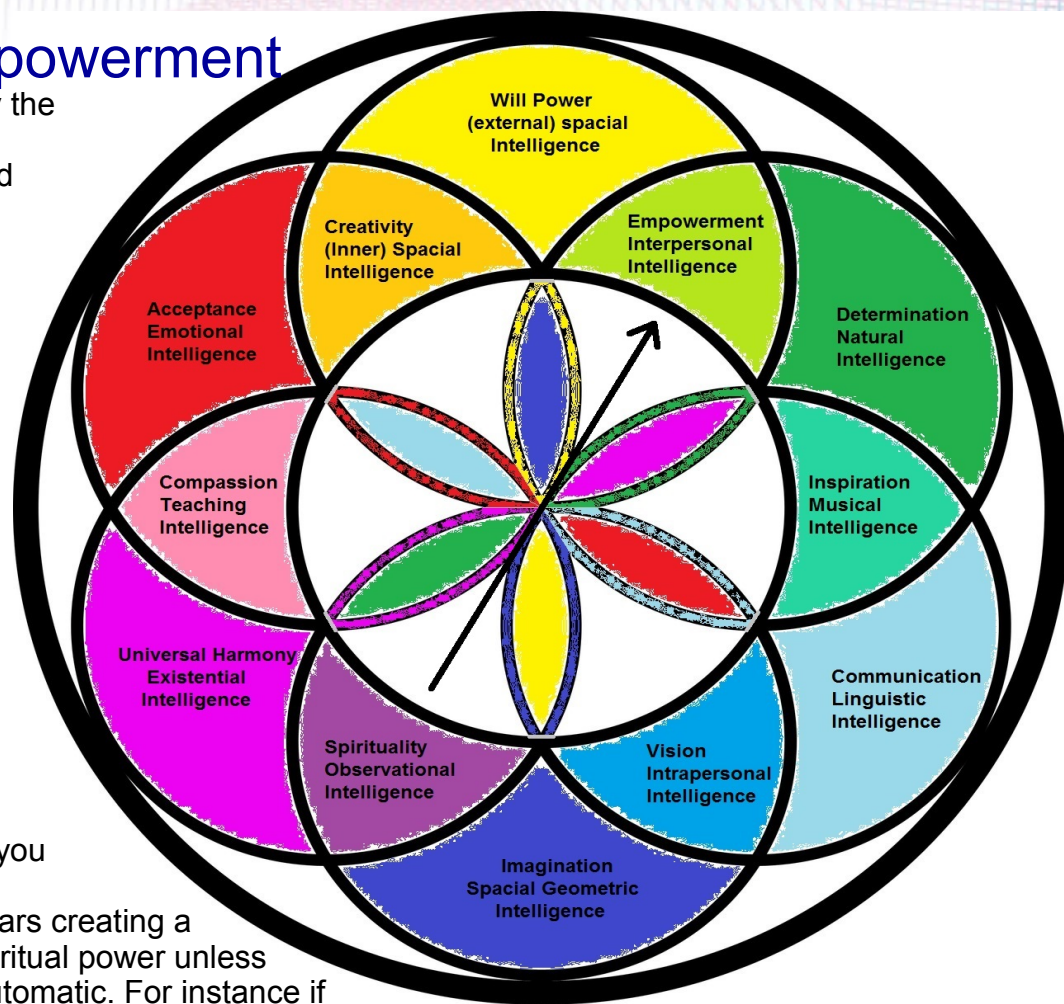 powerment
the
d
Will Power
(external) spacial
Intelligence
Creativity
(Inner) Spacial
Intelligence
Empowerment
Interpersonal
Intelligence
Acceptance
Emotional
Intelligence
Determination
Natural
Intelligence
Compassion
Teaching
Intelligence
Inspiration
Musical
Intelligence
Universal Harmony
Existential
Intelligence
Communication
Linguistic
Intelligence
Spirituality
Observational
Intelligence
Vision
Intrapersonal
Intelligence
Imagination
Spacial Geometric
Intelligence
you
ars creating a
iritual power unless
utomatic. For instance if